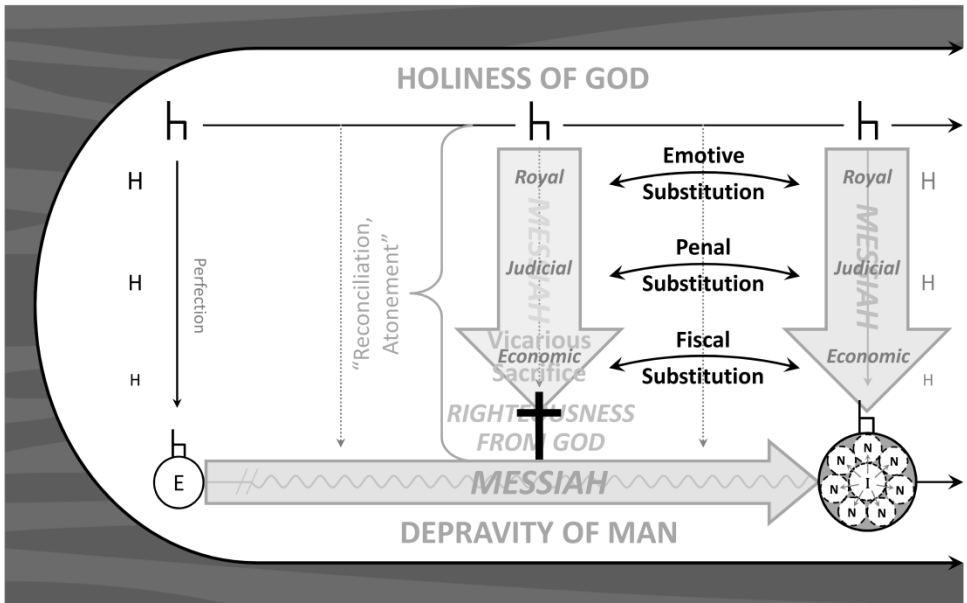 HOLINESS OF GOD
H
H
H
Perfection
E
"Reconciliation,
Atonement"
Royal
MESSIAH
Judicial
Economic
Vicarious
Sacrifice
RIGHTEOUSNESS
FROM GOD
Emotive
Substitution
Penal
Substitution
Fiscal
Substitution
Royal
MESSIAH
Judicial
Economic
H
H
H
MESSIAH
N
N
N
N
I
N
N
N
N
N
DEPRAVITY OF MAN